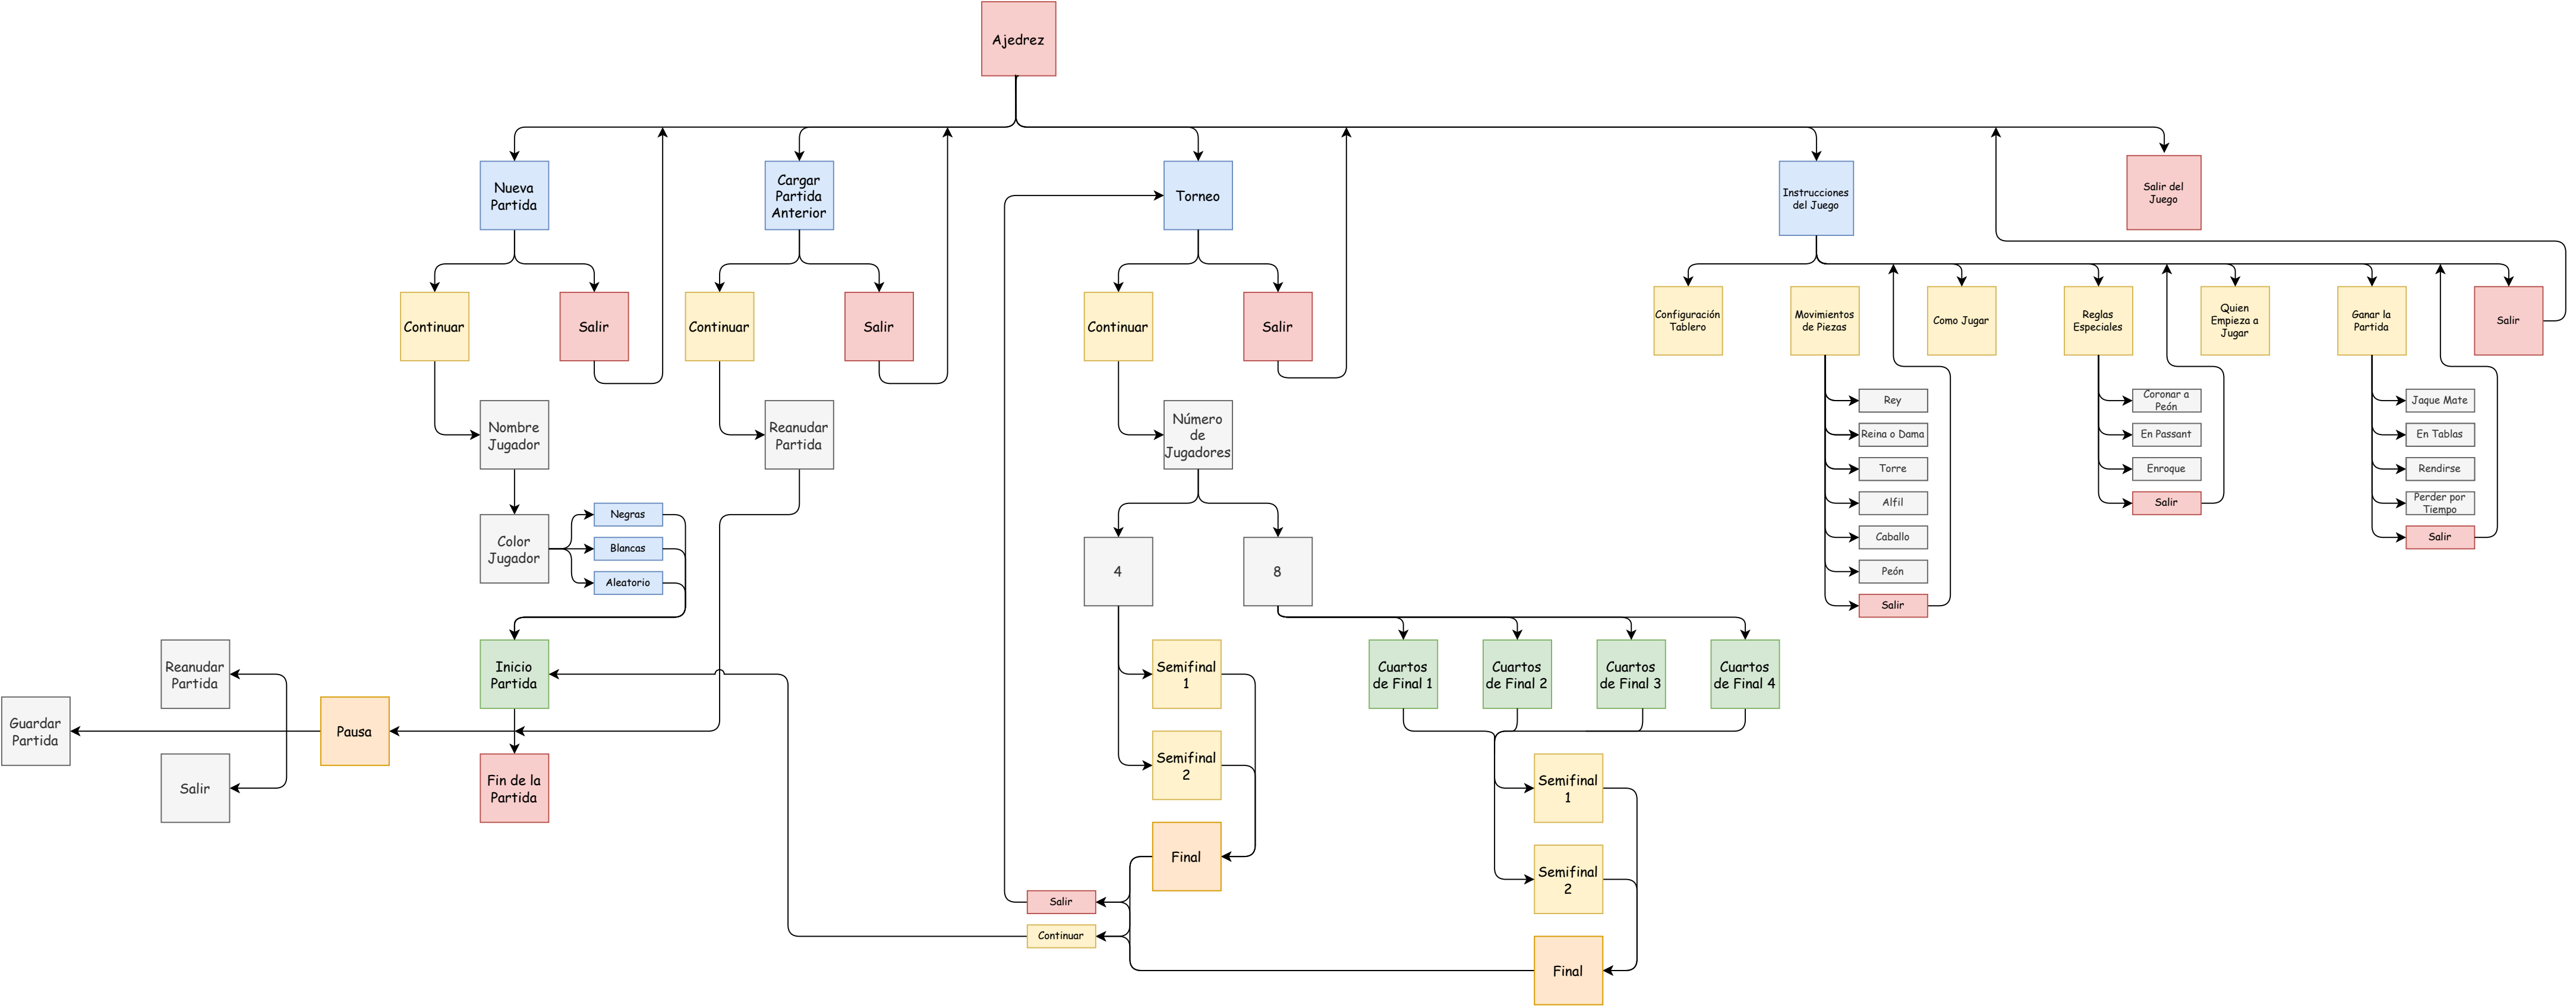 Ajedrez
Nueva
Partida
Cargar
Partida
Anterior
Torneo
Instrucciones
del Juego
Salir del
Juego
Continuar
Salir
Continuar
Salir
Continuar
Salir
Configuración
Tablero
Movimientos
de Piezas
Como Jugar
Reglas
Especiales
Quien
Empieza a
Jugar
Ganar la
Partida
Salir
Nombre
Jugador
Reanudar
Partida
Número
de
Jugadores
Rey
Reina o Dama
Torre
Alfil
Caballo
Peón
Salir
Coronar a
Peón
En Passant
Enroque
Salir
Jaque Mate
En Tablas
Rendirse
Perder por
Tiempo
Salir
Color
Jugador
Negras
Blancas
Aleatorio
4
8
Reanudar
Partida
Inicio
Partida
Semifinal
1
Cuartos
de Final 1
Cuartos
de Final 2
Cuartos
de Final 3
Cuartos
de Final 4
Guardar
Partida
Pausa
Salir
Fin de la
Partida
Semifinal
2
Semifinal
1
Final
Semifinal
2
Salir
Continuar
Final